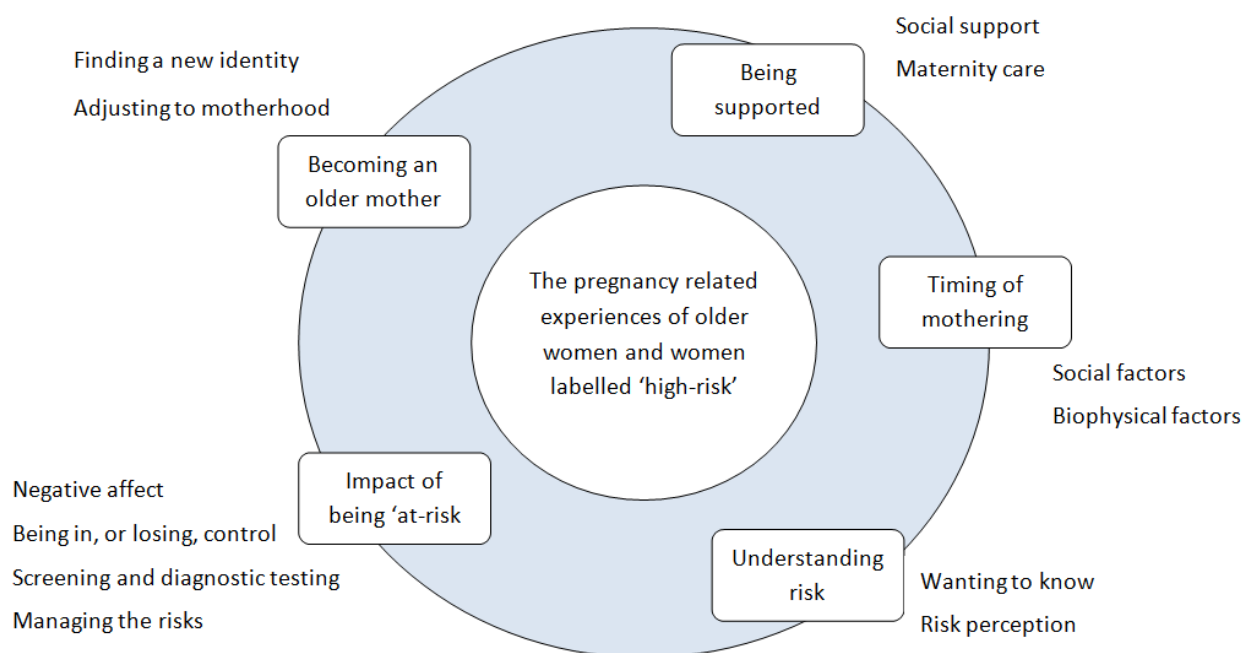 Social support
Maternity care
Being
supported
Finding a new identity
Adjusting to motherhood
Becoming an
older mother
The pregnancy related
experiences of older
women and women
labelled ‘high-risk’
Timing of
mothering
Social factors
Biophysical factors
Impact of
being ‘at-risk
Negative affect
Being in, or losing, control
Screening and diagnostic testing
Managing the risks
Understanding
risk
Wanting to know
Risk perception